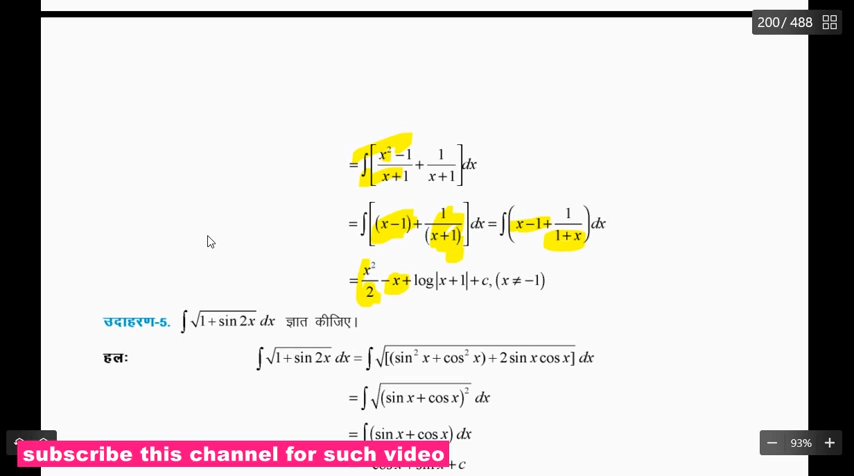 200 / 488
= ∫[x² − 1 / x + 1 + 1 / x + 1]dx
= ∫[(x − 1) + 1 / (x + 1)] dx = ∫(x − 1 + 1 / 1 + x)dx
= x² / 2 − x + log|x + 1| + c, (x ≠ −1)
उदाहरण-5. ∫√1 + sin 2x dx ज्ञात कीजिए।
हलः ∫√1 + sin 2x dx = ∫√[(sin² x + cos² x) + 2 sin x cos x] dx
= ∫√(sin x + cos x)² dx
= ∫(sin x + cos x) dx
+ c
subscribe this channel for such video
93%